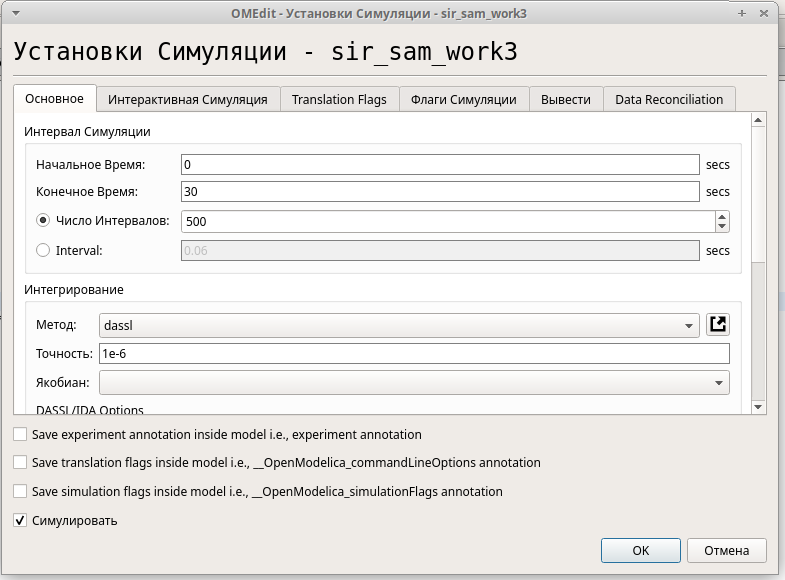 OMEdit - Установки Симуляции - sir_sam_work3
Установки Симуляции - sir_sam_work3
Основное Интерактивная Симуляция Translation Flags Флаги Симуляции Вывести Data Reconciliation
Интервал Симуляции
Начальное Время: 0 secs
Конечное Время: 30 secs
Число Интервалов: 500
Interval: 0.06 secs
Интегрирование
Метод: dassl
Точность: 1e-6
Якобиан:
DASSL/IDA Options
Save experiment annotation inside model i.e., experiment annotation
Save translation flags inside model i.e., __OpenModelica_commandLineOptions annotation
Save simulation flags inside model i.e., __OpenModelica_simulationFlags annotation
Симулировать
OK Отмена